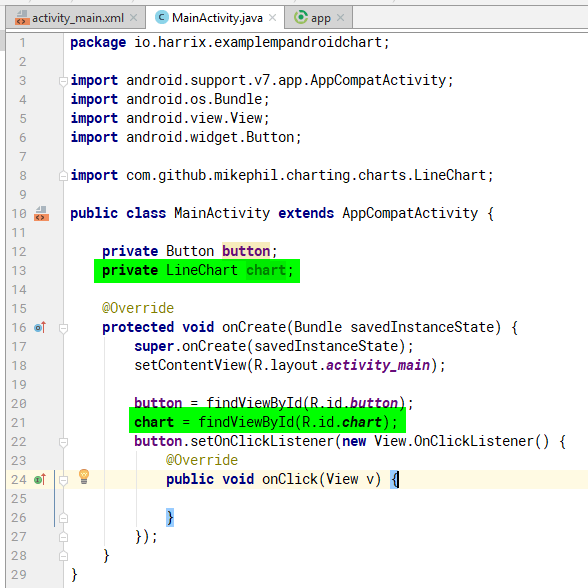 activity_main.xml × MainActivity.java × app ×
1 package io.harrix.examplempandroidchart;
2
3 import android.support.v7.app.AppCompatActivity;
4 import android.os.Bundle;
5 import android.view.View;
6 import android.widget.Button;
7
8 import com.github.mikephil.charting.charts.LineChart;
9
10 public class MainActivity extends AppCompatActivity {
11
12 private Button button;
13 private LineChart chart;
14
15 @Override
16 protected void onCreate(Bundle savedInstanceState) {
17 super.onCreate(savedInstanceState);
18 setContentView(R.layout.activity_main);
19
20 button = findViewById(R.id.button);
21 chart = findViewById(R.id.chart);
22 button.setOnClickListener(new View.OnClickListener() {
23 @Override
24 public void onClick(View v) {
25
26 }
27 });
28 }
29 }